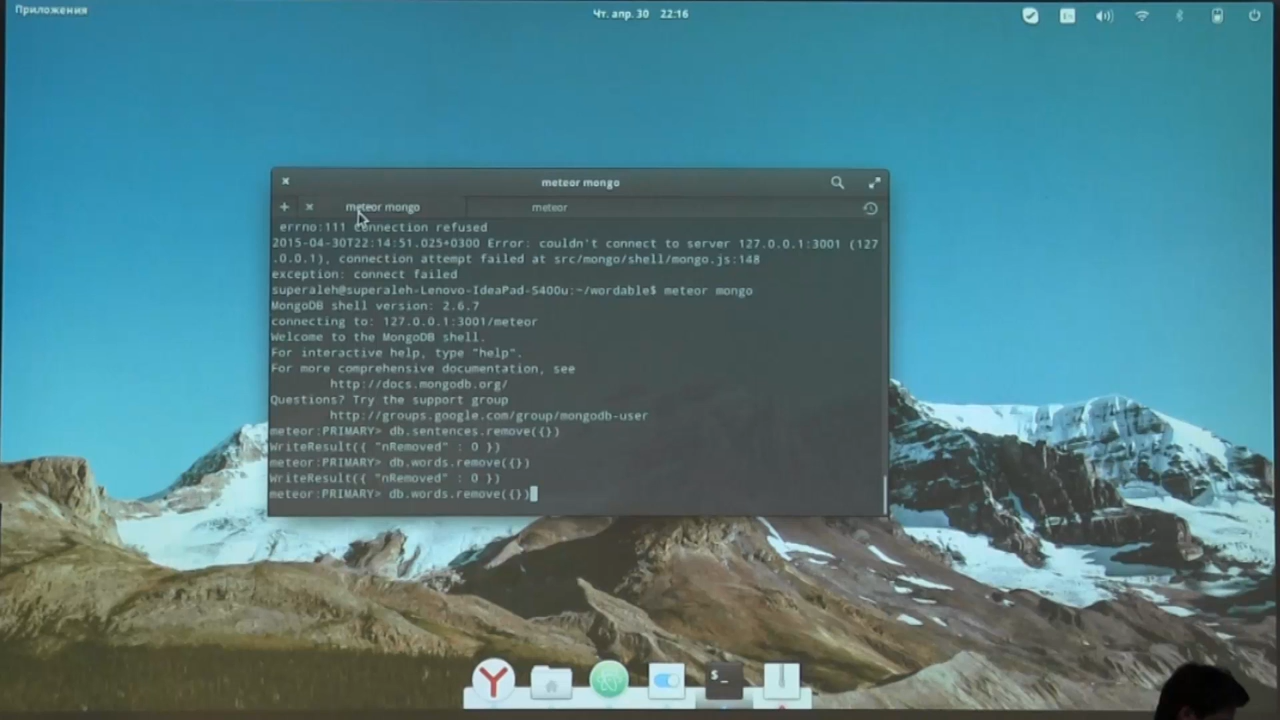 Приложения
Чт. апр. 30 22:16
En
meteor mongo
meteor mongo
meteor
errno:111 Connection refused
2015-04-30T22:14:51.025+0300 Error: couldn't connect to server 127.0.0.1:3001 (127
.0.0.1), connection attempt failed at src/mongo/shell/mongo.js:148
exception: connect failed
superaleh@superaleh-Lenovo-IdeaPad-S400u:~/wordable$ meteor mongo
MongoDB shell version: 2.6.7
connecting to: 127.0.0.1:3001/meteor
Welcome to the MongoDB shell.
For interactive help, type "help".
For more comprehensive documentation, see
http://docs.mongodb.org/
Questions? Try the support group
http://groups.google.com/group/mongodb-user
meteor:PRIMARY> db.sentences.remove({})
WriteResult({ "nRemoved" : 0 })
meteor:PRIMARY> db.words.remove({})
WriteResult({ "nRemoved" : 0 })
meteor:PRIMARY> db.words.remove({})
$_